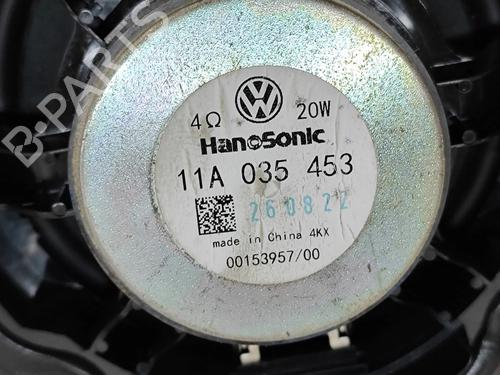 4Ω 20W
Hanosonic
11A 035 453
260822
made in China 4KX
00153957/00
B-PARTS